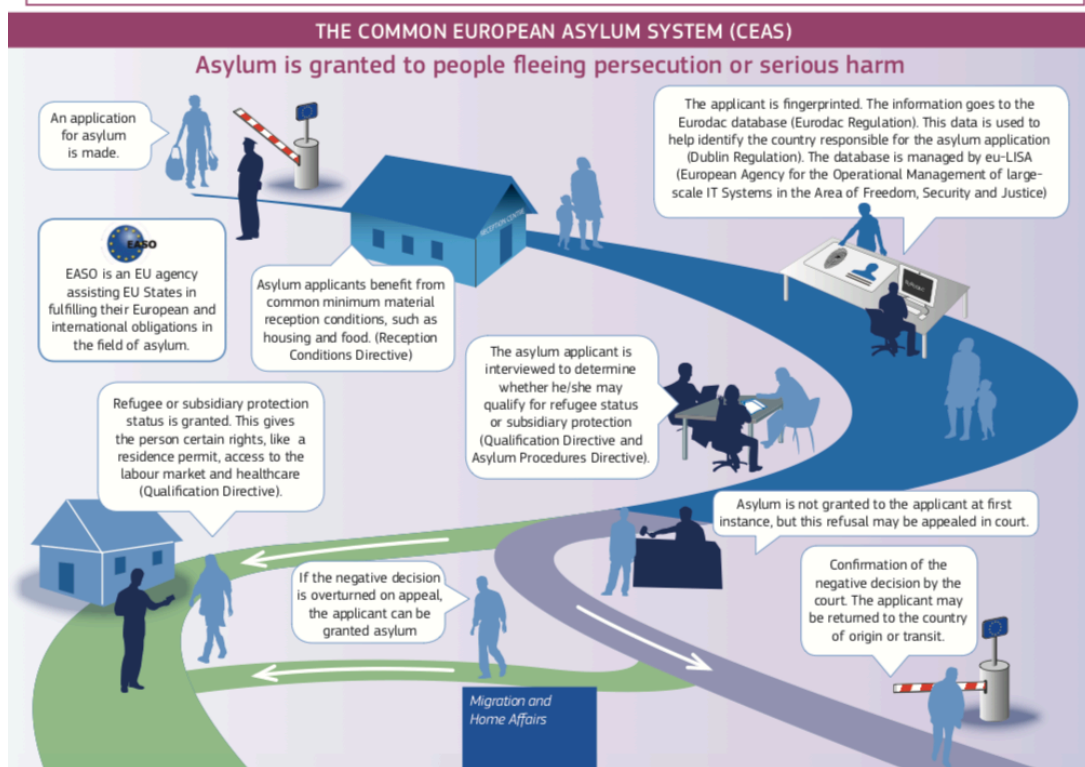 THE COMMON EUROPEAN ASYLUM SYSTEM (CEAS)
Asylum is granted to people fleeing persecution or serious harm
An application
for asylum
is made.
The applicant is fingerprinted. The information goes to the
Eurodac database (Eurodac Regulation). This data is used to
help identify the country responsible for the asylum application
(Dublin Regulation). The database is managed by eu-LISA
(European Agency for the Operational Management of large-
scale IT Systems in the Area of Freedom, Security and Justice)
RECEPTION CENTRE
EASO
EASO is an EU agency
assisting EU States in
fulfilling their European and
international obligations in
the field of asylum.
Asylum applicants benefit from
common minimum material
reception conditions, such as
housing and food. (Reception
Conditions Directive)
The asylum applicant is
interviewed to determine
whether he/she may
qualify for refugee status
or subsidiary protection
(Qualification Directive and
Asylum Procedures Directive).
Refugee or subsidiary protection
status is granted. This gives
the person certain rights, like a
residence permit, access to the
labour market and healthcare
(Qualification Directive).
Asylum is not granted to the applicant at first
instance, but this refusal may be appealed in court.
If the negative decision
is overturned on appeal,
the applicant can be
granted asylum
Confirmation of the
negative decision by the
court. The applicant may
be returned to the country
of origin or transit.
Migration and
Home Affairs